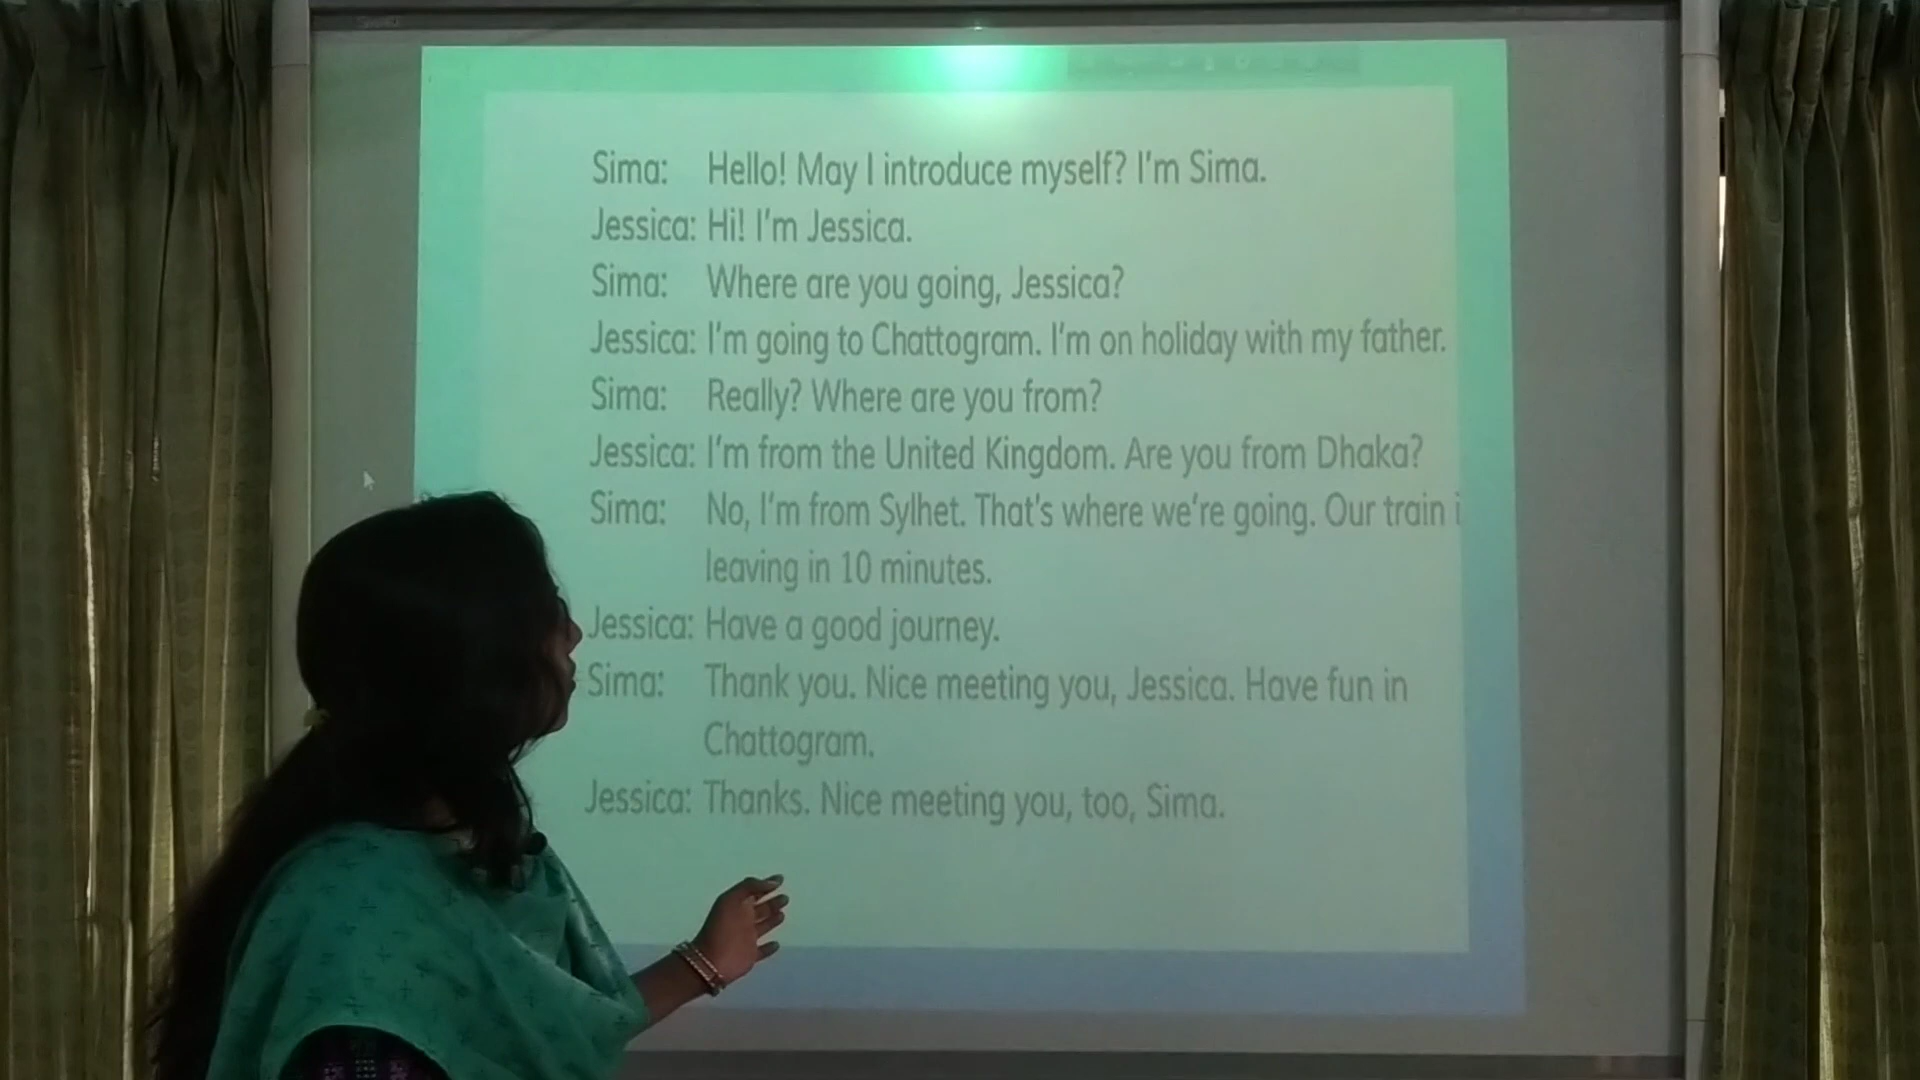 Sima: Hello! May I introduce myself? I'm Sima.
Jessica: Hi! I'm Jessica.
Sima: Where are you going, Jessica?
Jessica: I'm going to Chattogram. I'm on holiday with my father.
Sima: Really? Where are you from?
Jessica: I'm from the United Kingdom. Are you from Dhaka?
Sima: No, I'm from Sylhet. That's where we're going. Our train i
leaving in 10 minutes.
Jessica: Have a good journey.
Sima: Thank you. Nice meeting you, Jessica. Have fun in
Chattogram.
Jessica: Thanks. Nice meeting you, too, Sima.